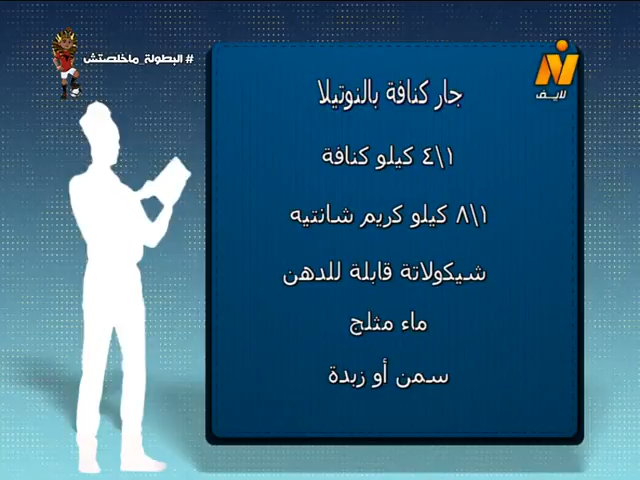 # البطولة_ماخلصتش
لايف
جار كنافة بالنوتيلا
١\٤ كيلو كنافة
١\٨ كيلو كريم شانتيه
شيكولاتة قابلة للدهن
ماء مثلج
سمن أو زبدة